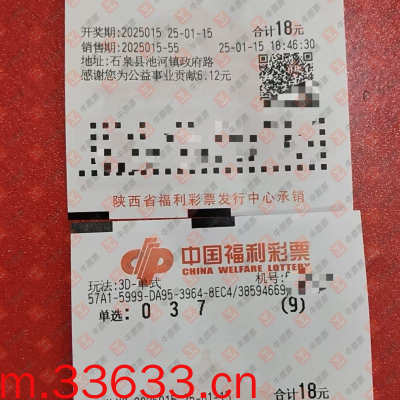 开奖期:2025015 25-01-15 合计18元
销售期:2025015-55 25-01-15 18:46:30
地址:石泉县池河镇政府路
感谢您为公益事业贡献6.12元
陕西省福利彩票发行中心承销
中国福利彩票
CHINA WELFARE LOTTERY
玩法:3D-单式 机号:
57A1-5999-DA95-3964-8EC4/38594669
单选: 0 3 7 (9)
m.33633.cn
合计18元